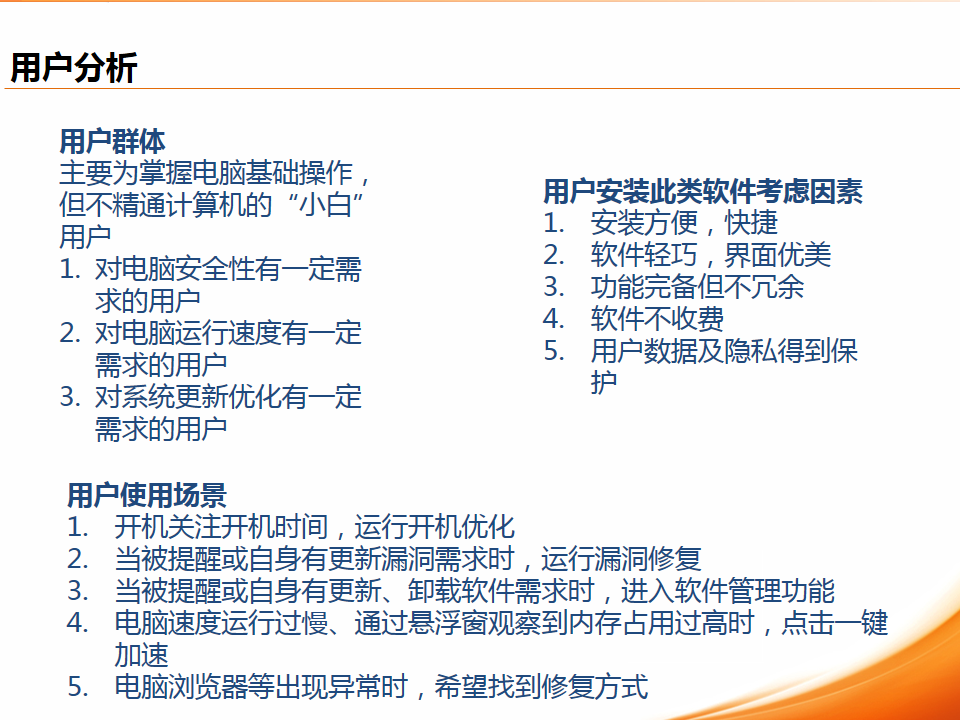 用户分析
用户群体
主要为掌握电脑基础操作，
但不精通计算机的“小白”
用户
1. 对电脑安全性有一定需
求的用户
2. 对电脑运行速度有一定
需求的用户
3. 对系统更新优化有一定
需求的用户
用户安装此类软件考虑因素
1. 安装方便，快捷
2. 软件轻巧，界面优美
3. 功能完备但不冗余
4. 软件不收费
5. 用户数据及隐私得到保
护
用户使用场景
1. 开机关注开机时间，运行开机优化
2. 当被提醒或自身有更新漏洞需求时，运行漏洞修复
3. 当被提醒或自身有更新、卸载软件需求时，进入软件管理功能
4. 电脑速度运行过慢、通过悬浮窗观察到内存占用过高时，点击一键
加速
5. 电脑浏览器等出现异常时，希望找到修复方式